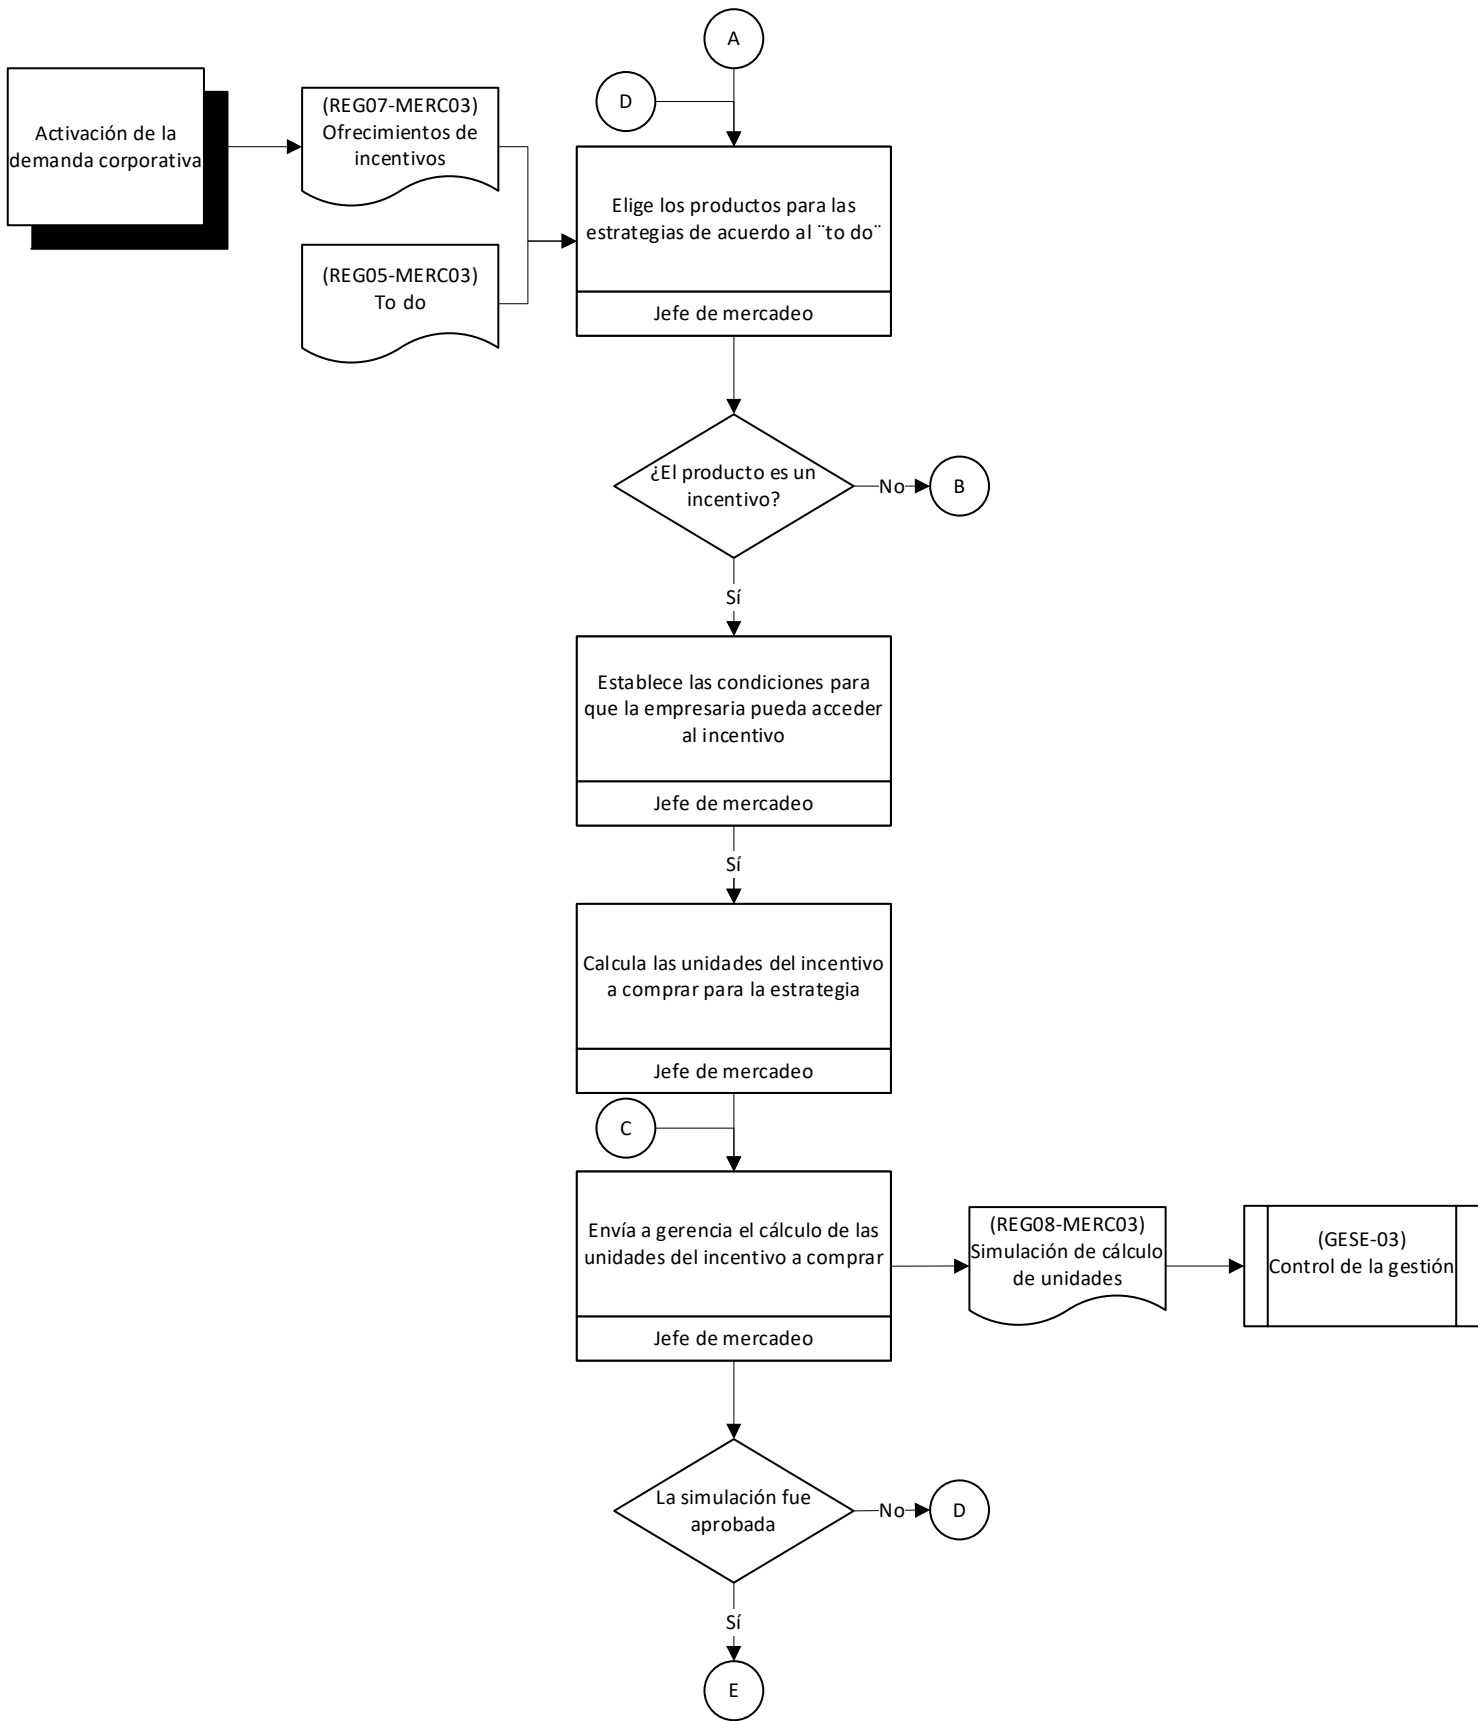 A
D
Activación de la
demanda corporativa
(REG07-MERC03)
Ofrecimientos de
incentivos
(REG05-MERC03)
To do
Elige los productos para las
estrategias de acuerdo al ¨to do¨
Jefe de mercadeo
¿El producto es un
incentivo?
No
B
Sí
Establece las condiciones para
que la empresaria pueda acceder
al incentivo
Jefe de mercadeo
Sí
Calcula las unidades del incentivo
a comprar para la estrategia
Jefe de mercadeo
C
Envía a gerencia el cálculo de las
unidades del incentivo a comprar
Jefe de mercadeo
(REG08-MERC03)
Simulación de cálculo
de unidades
(GESE-03)
Control de la gestión
La simulación fue
aprobada
No
D
Sí
E